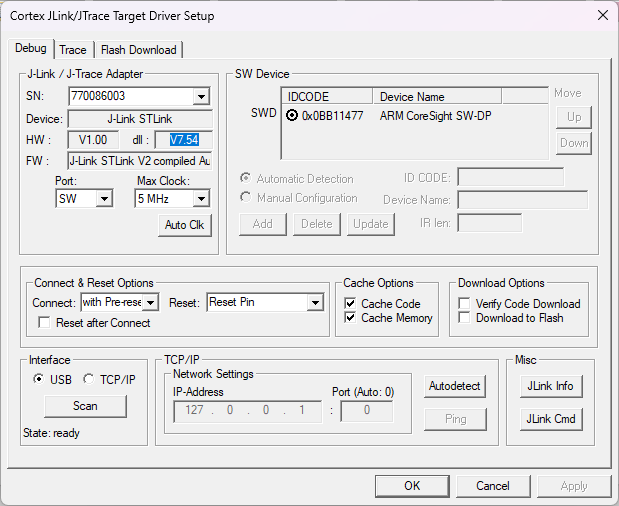 Cortex JLink/JTrace Target Driver Setup
Debug Trace Flash Download
J-Link / J-Trace Adapter
SN: 770086003
Device: J-Link STLink
HW : V1.00 dll : V7.54
FW : J-Link STLink V2 compiled Au
Port: Max Clock:
SW 5 MHz
Auto Clk
SW Device
IDCODE Device Name Move
SWD 0x0BB11477 ARM CoreSight SW-DP Up
Down
Automatic Detection ID CODE:
Manual Configuration Device Name:
Add Delete Update IR len:
Connect & Reset Options
Connect: with Pre-rese Reset: Reset Pin
Reset after Connect
Cache Options
Cache Code
Cache Memory
Download Options
Verify Code Download
Download to Flash
Interface
USB TCP/IP
Scan
State: ready
TCP/IP
Network Settings
IP-Address Port (Auto: 0)
127 . 0 . 0 . 1 : 0
Autodetect
Ping
Misc
JLink Info
JLink Cmd
OK Cancel Apply